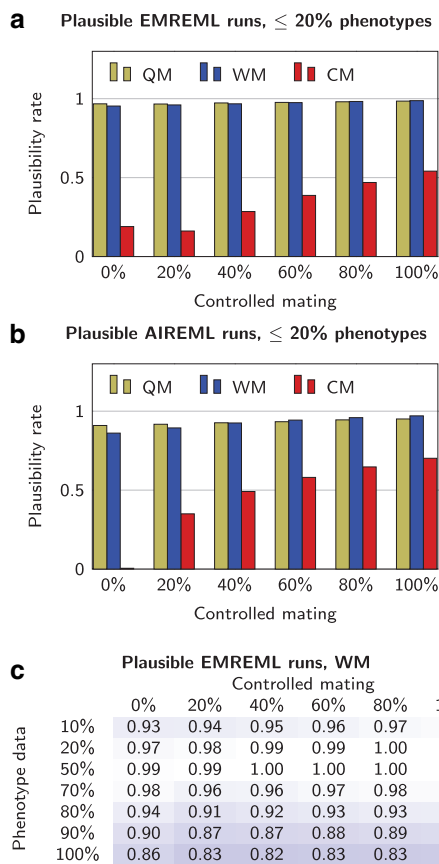 a Plausible EMREML runs, ≤ 20% phenotypes
QM WM CM
Plausibility rate
1
0.5
0
0% 20% 40% 60% 80% 100%
Controlled mating
b Plausible AIREML runs, ≤ 20% phenotypes
QM WM CM
Plausibility rate
1
0.5
0
0% 20% 40% 60% 80% 100%
Controlled mating
c Plausible EMREML runs, WM
Controlled mating
0% 20% 40% 60% 80% 1
Phenotype data
10% 0.93 0.94 0.95 0.96 0.97
20% 0.97 0.98 0.99 0.99 1.00
50% 0.99 0.99 1.00 1.00 1.00
70% 0.98 0.96 0.96 0.97 0.98
80% 0.94 0.91 0.92 0.93 0.93
90% 0.90 0.87 0.87 0.88 0.89
100% 0.86 0.83 0.82 0.83 0.83